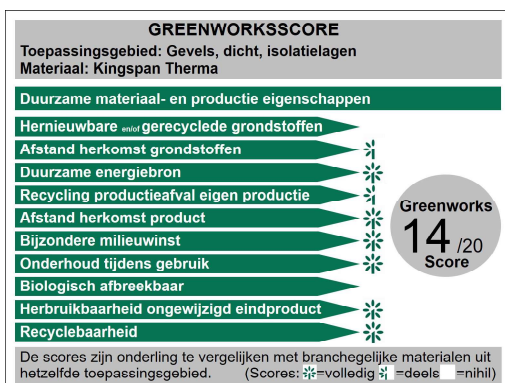 GREENWORKSSCORE
Toepassingsgebied: Gevels, dicht, isolatielagen
Materiaal: Kingspan Therma
Duurzame materiaal- en productie eigenschappen
Hernieuwbare en/of gerecyclede grondstoffen
Afstand herkomst grondstoffen
Duurzame energiebron
Recycling productieafval eigen productie
Afstand herkomst product
Bijzondere milieuwinst
Onderhoud tijdens gebruik
Biologisch afbreekbaar
Herbruikbaarheid ongewijzigd eindproduct
Recyclebaarheid
Greenworks
14 /20
Score
De scores zijn onderling te vergelijken met branchegelijke materialen uit
hetzelfde toepassingsgebied. (Scores: =volledig =deels =nihil)